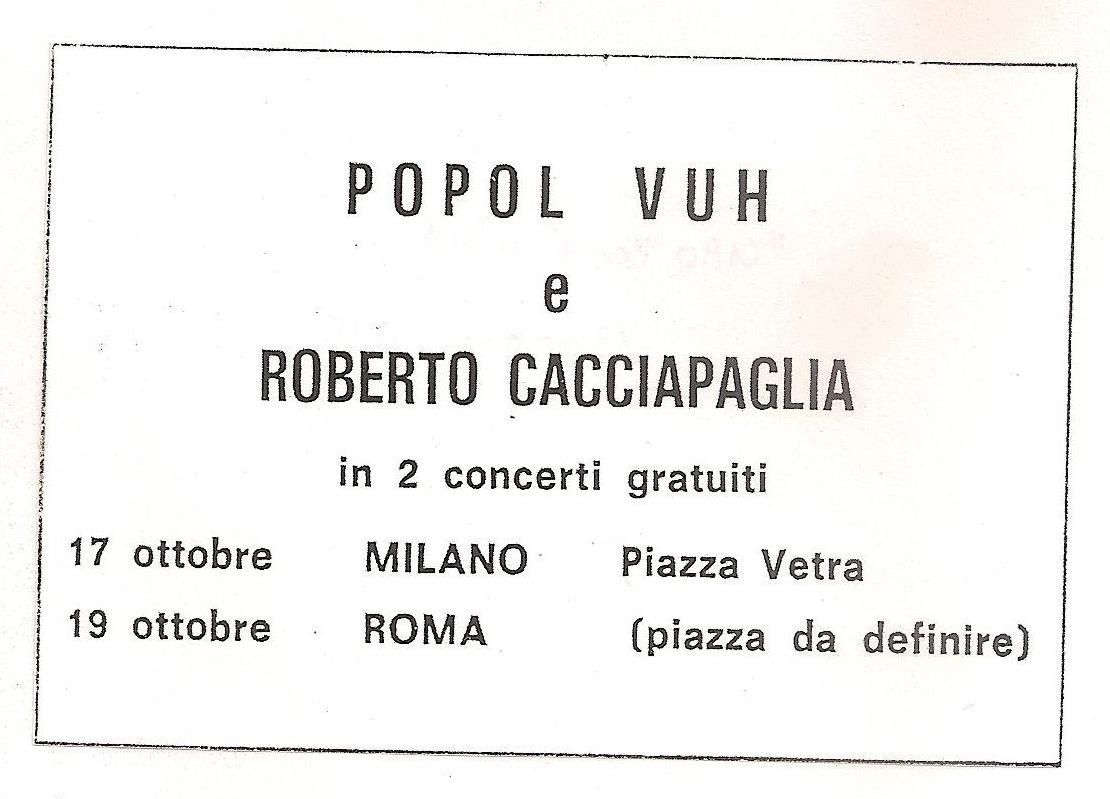 POPOL VUH
e
ROBERTO CACCIAPAGLIA
in 2 concerti gratuiti
17 ottobre MILANO Piazza Vetra
19 ottobre ROMA (piazza da definire)